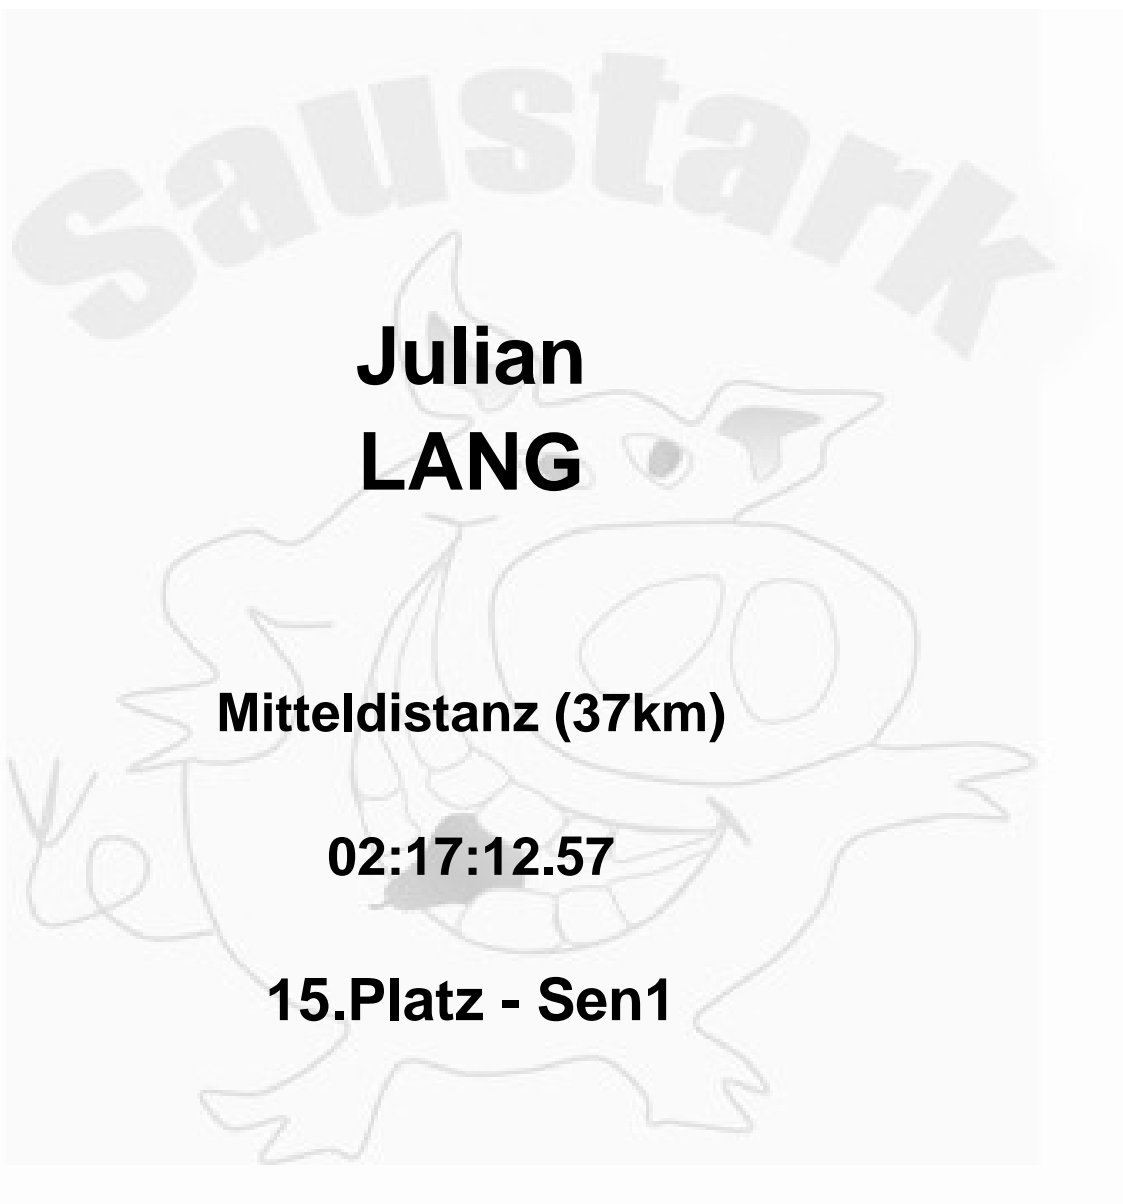 Saustark
Julian
LANG
Mitteldistanz (37km)
02:17:12.57
15.Platz - Sen1